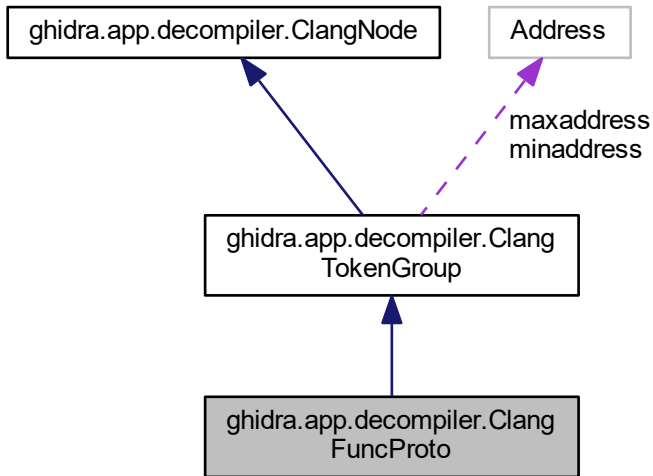 ghidra.app.decompiler.ClangNode
Address
maxaddress
minaddress
ghidra.app.decompiler.Clang
TokenGroup
ghidra.app.decompiler.Clang
FuncProto